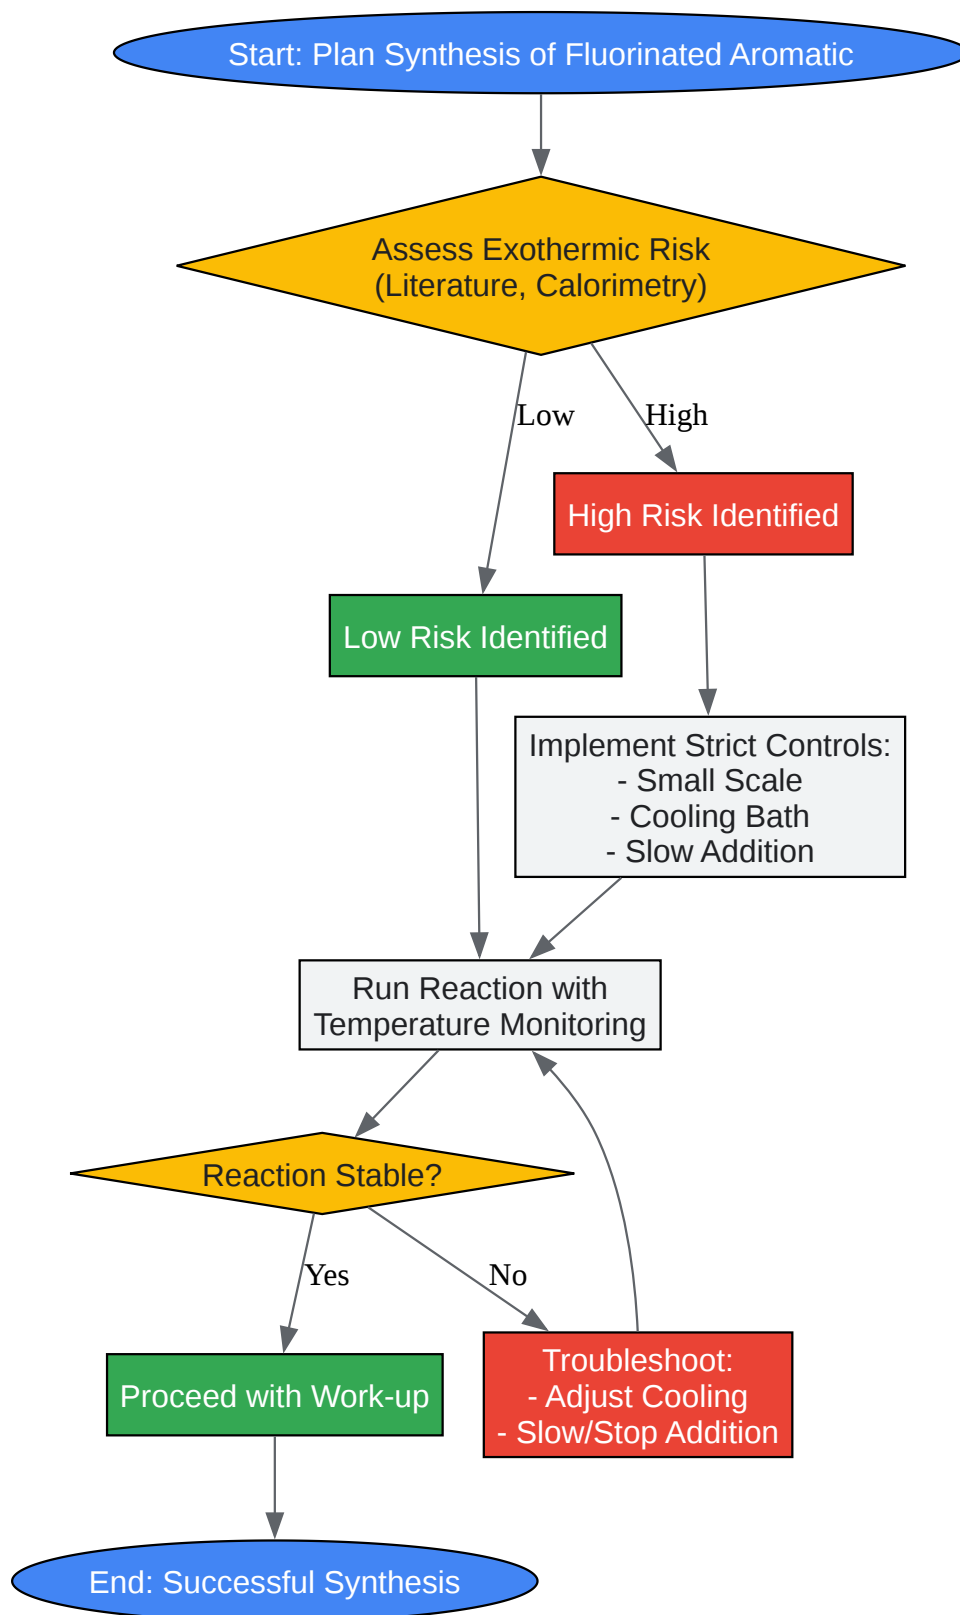 Start: Plan Synthesis of Fluorinated Aromatic
Assess Exothermic Risk
(Literature, Calorimetry)
Low
High
High Risk Identified
Low Risk Identified
Implement Strict Controls:
- Small Scale
- Cooling Bath
- Slow Addition
Run Reaction with
Temperature Monitoring
Reaction Stable?
Yes
No
Troubleshoot:
- Adjust Cooling
- Slow/Stop Addition
Proceed with Work-up
End: Successful Synthesis